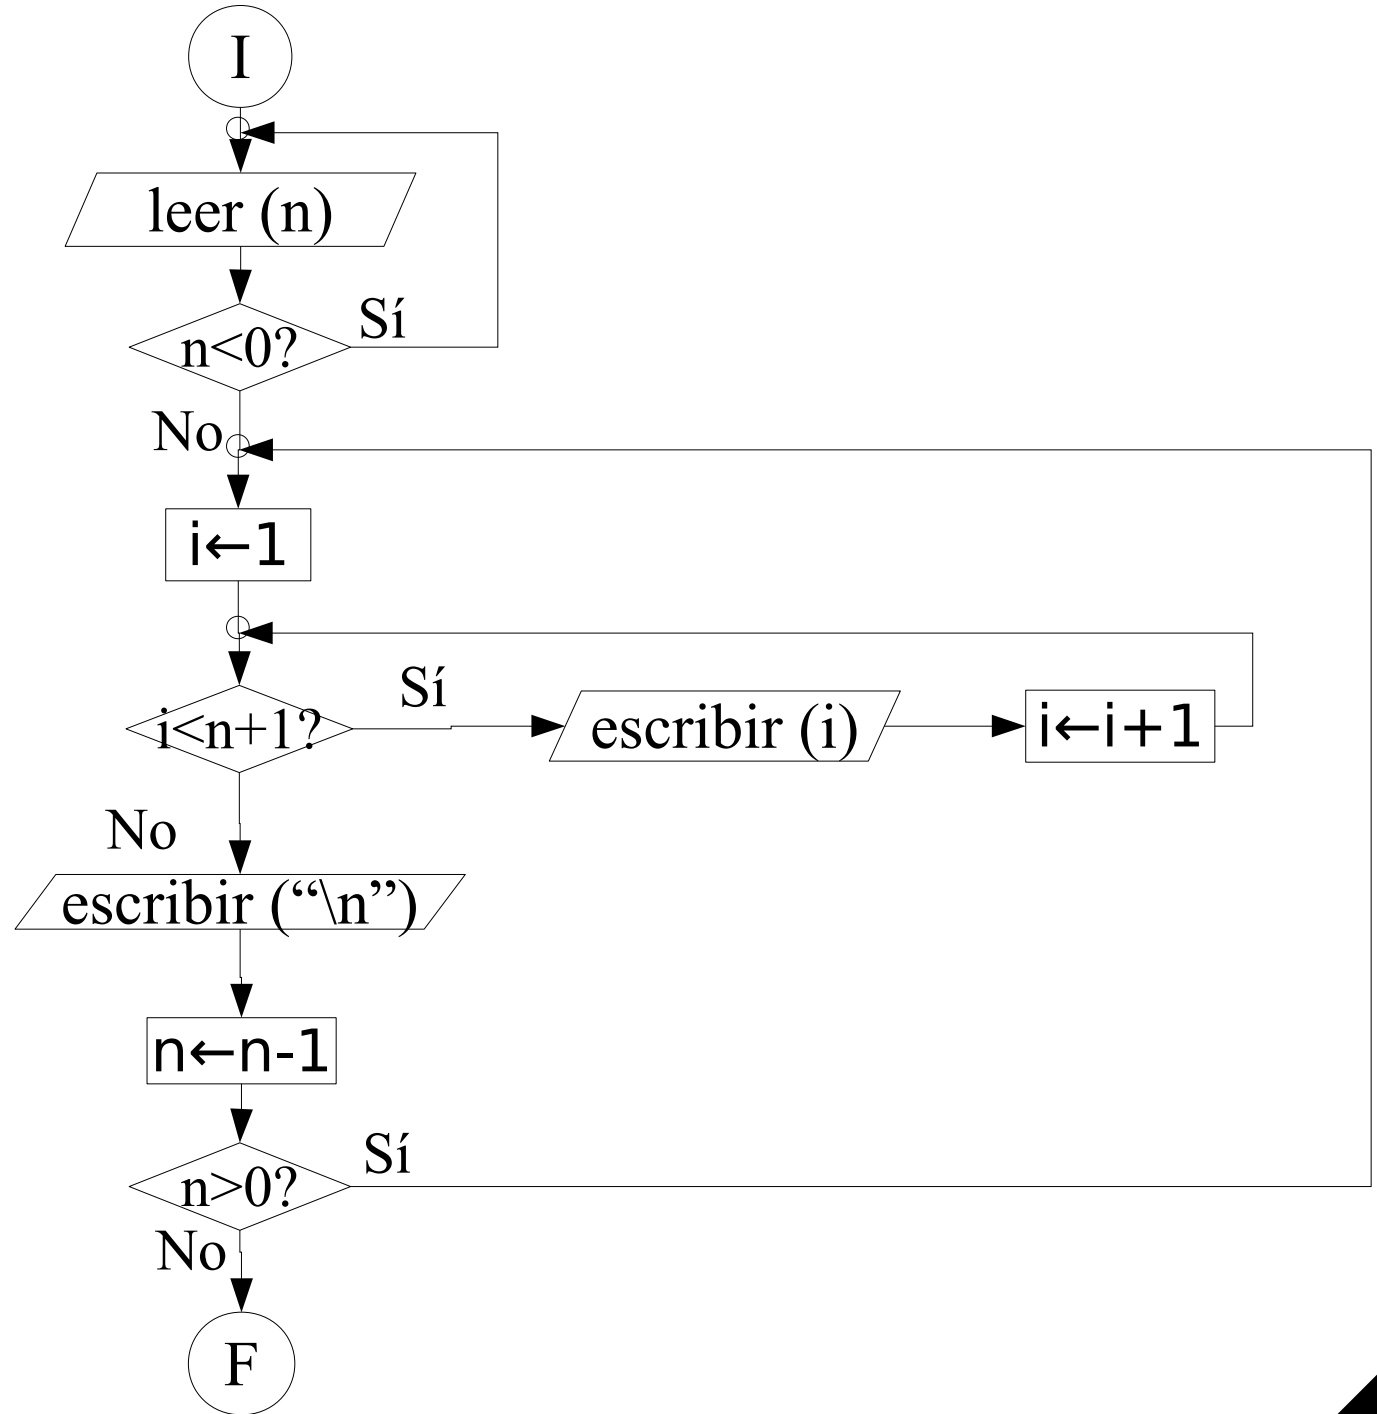 I
leer (n)
n<0?
Sí
No
i←1
i<n+1?
Sí
escribir (i)
i←i+1
No
escribir (“\n”)
n←n-1
n>0?
Sí
No
F